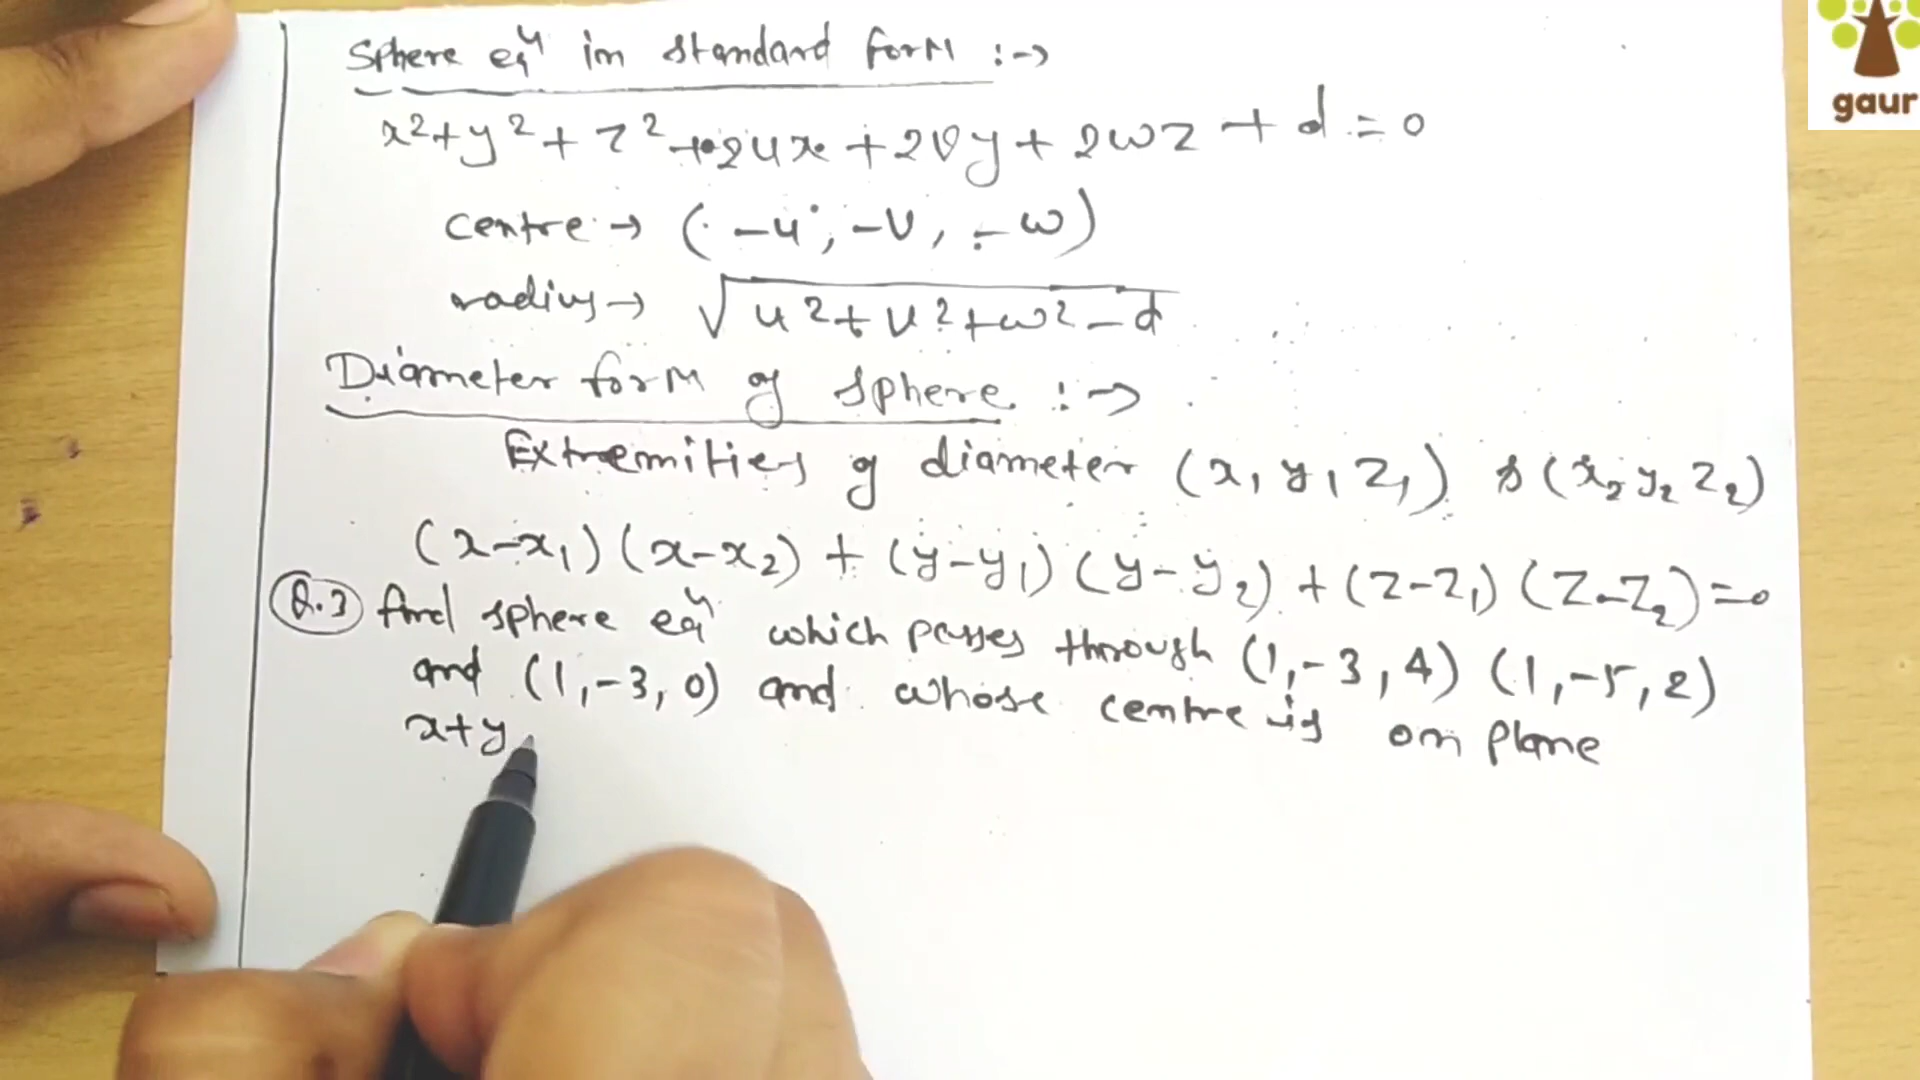 Sphere eqⁿ in standard form :→
x²+y²+z²+2ux+2vy+2wz+d=0
centre → (-u, -v, -w)
radius → √u²+v²+w²-d
Diameter form of sphere :→
Extremities of diameter (x₁ y₁ z₁) & (x₂ y₂ z₂)
(x-x₁)(x-x₂)+(y-y₁)(y-y₂)+(z-z₁)(z-z₂)=0
Q.3 find sphere eqⁿ which passes through (1,-3,4) (1,-5,2)
and (1,-3,0) and whose centre is on plane
x+y
gaur